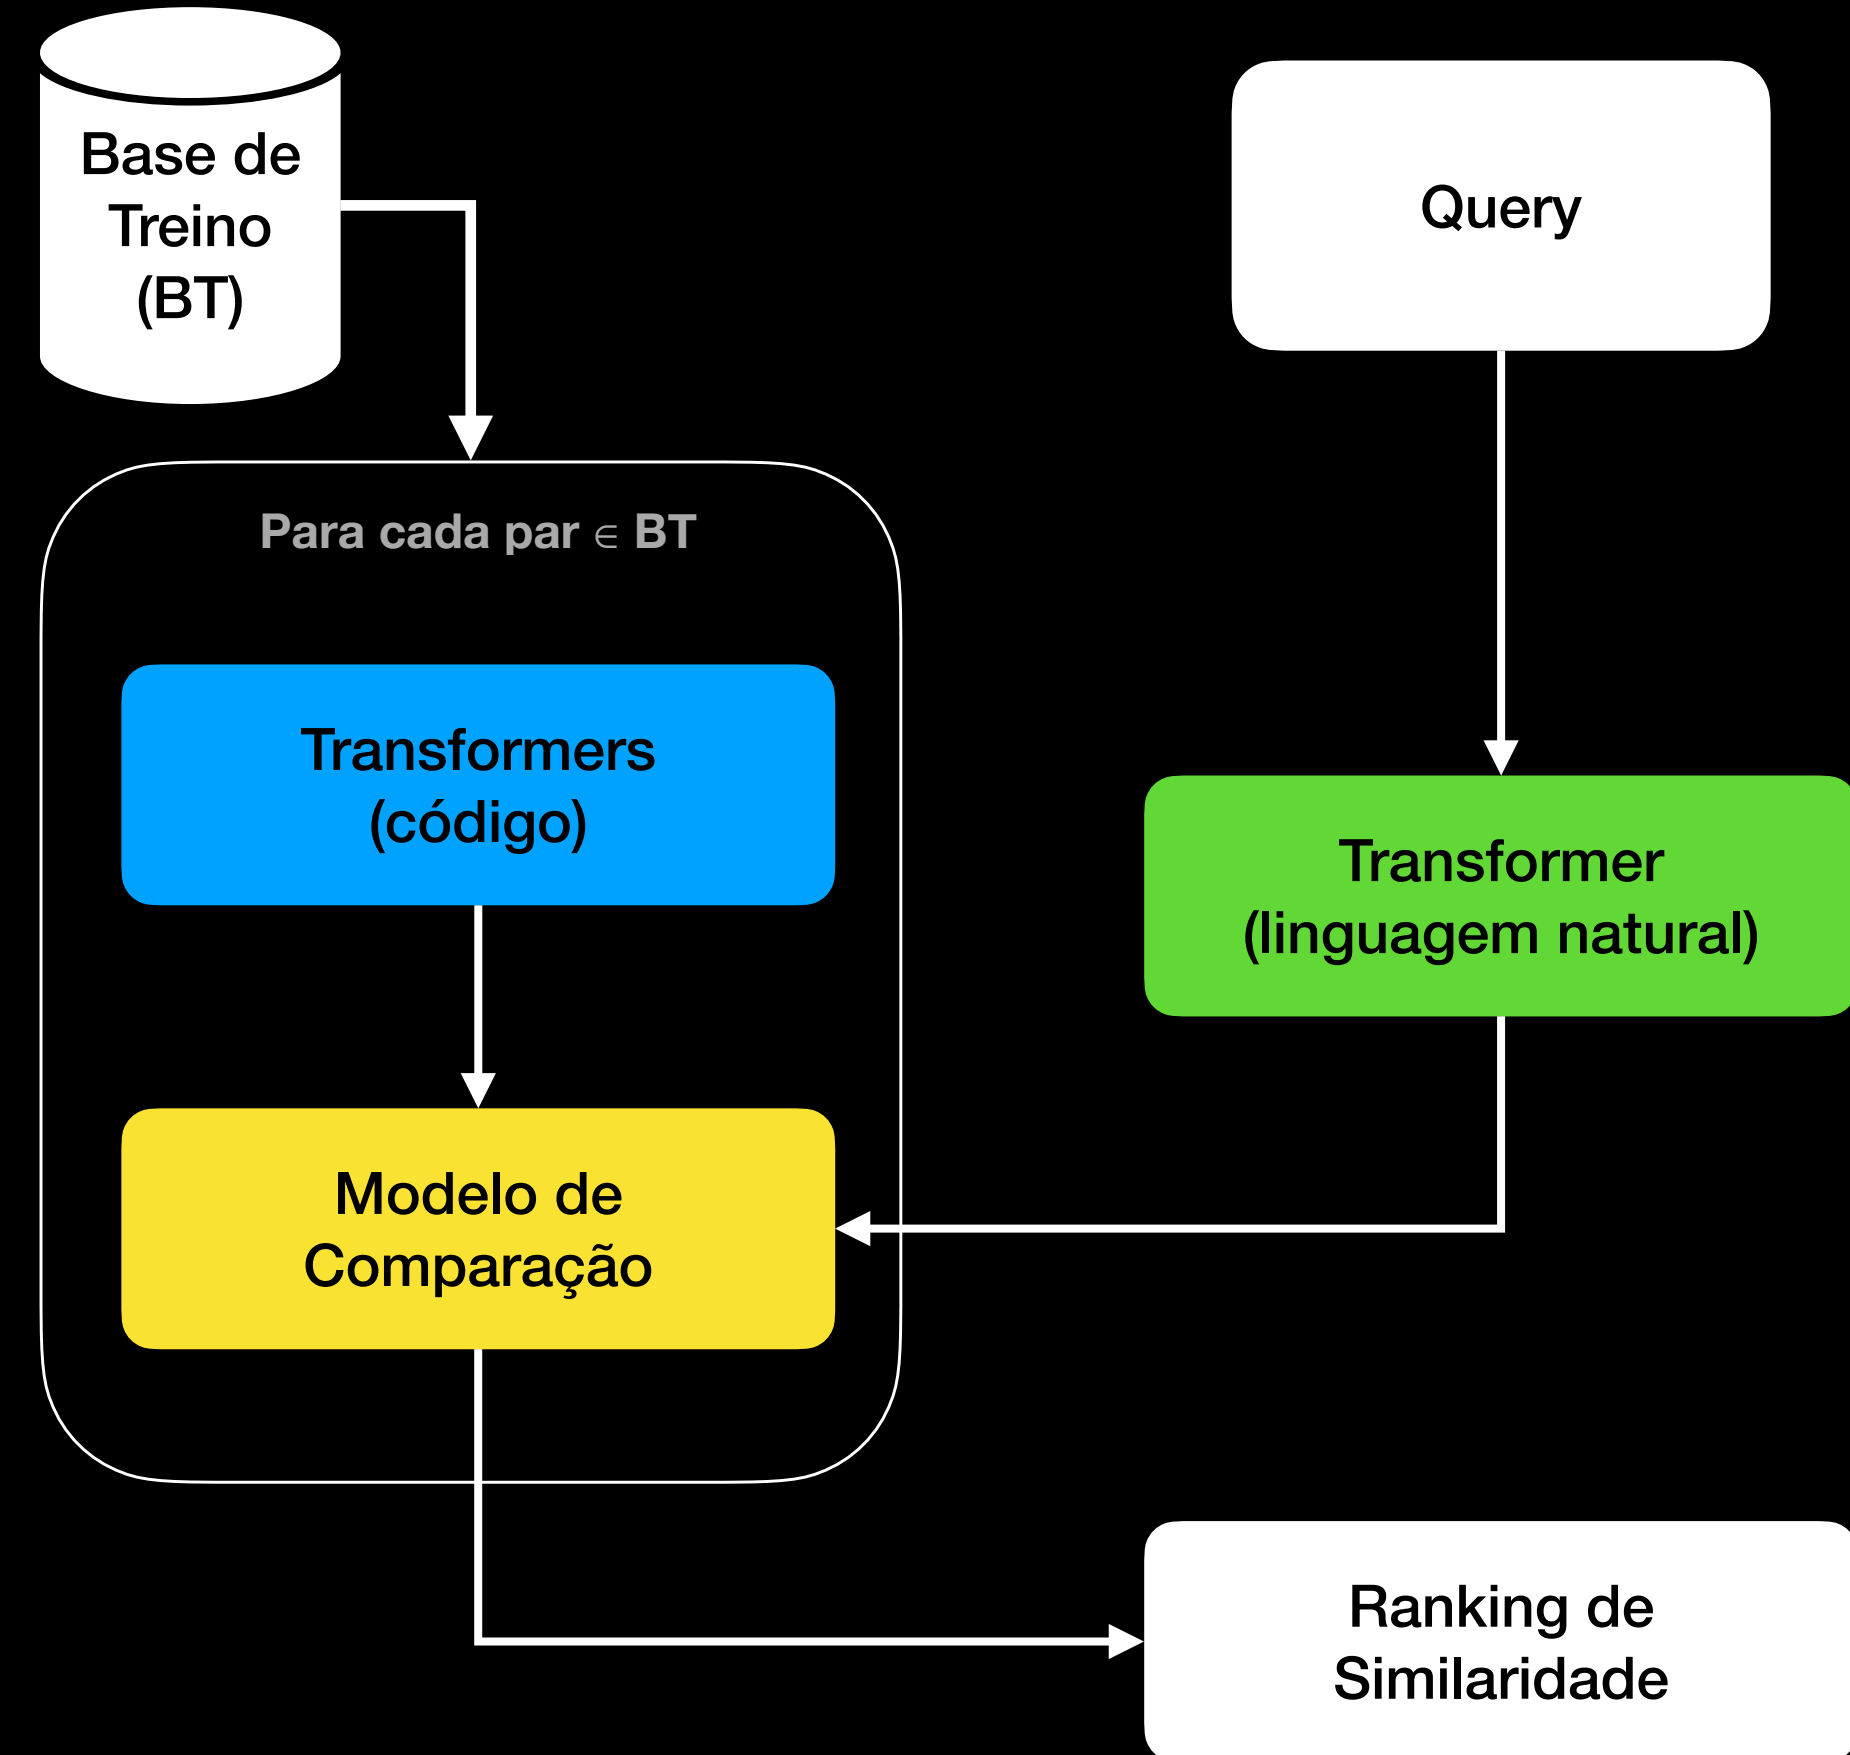 Base de
Treino
(BT)
Query
Para cada par ∈ BT
Transformers
(código)
Transformer
(linguagem natural)
Modelo de
Comparação
Ranking de
Similaridade